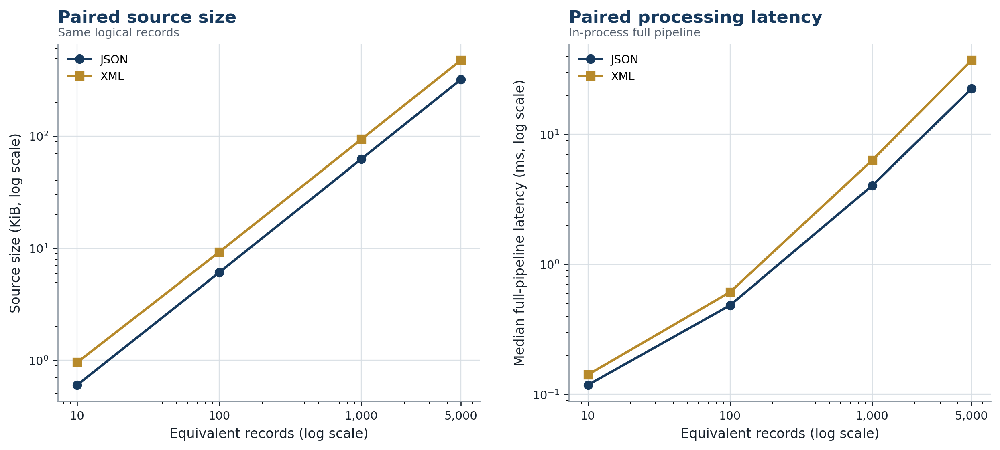 Paired source size
Same logical records
JSON
XML
Source size (KiB, log scale)
10²
10¹
10⁰
10
100
1,000
5,000
Equivalent records (log scale)
Paired processing latency
In-process full pipeline
JSON
XML
Median full-pipeline latency (ms, log scale)
10¹
10⁰
10⁻¹
10
100
1,000
5,000
Equivalent records (log scale)